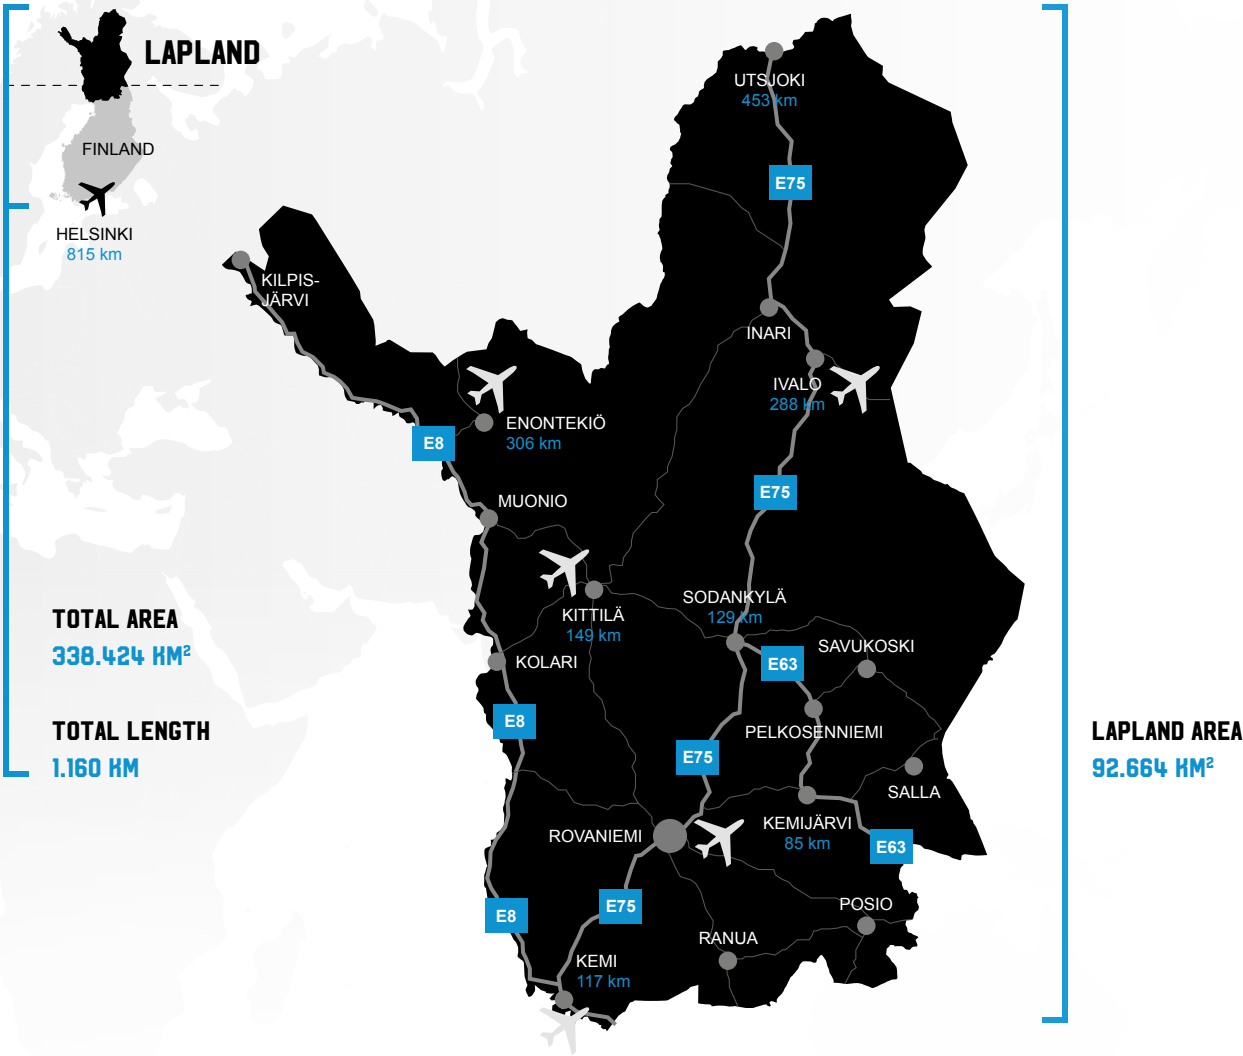 LAPLAND
FINLAND
HELSINKI
815 km
UTSJOKI
453 km
E75
KILPIS-
JÄRVI
INARI
IVALO
288 km
ENONTEKIÖ
306 km
E8
E75
MUONIO
KITTILÄ
149 km
SODANKYLÄ
129 km
SAVUKOSKI
E63
KOLARI
TOTAL AREA
338.424 KM²
E8
PELKOSENNIEMI
E75
TOTAL LENGTH
1.160 KM
LAPLAND AREA
92.664 KM²
SALLA
KEMIJÄRVI
85 km
ROVANIEMI
E63
E75
POSIO
E8
RANUA
KEMI
117 km